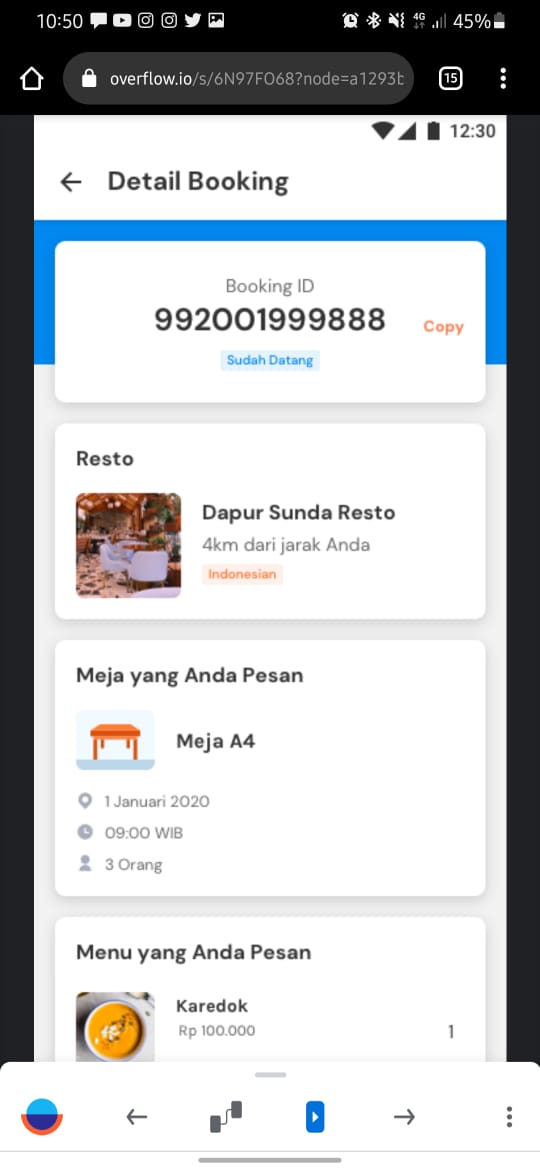 10:50
4G
45%
overflow.io/s/6N97FO68?node=a1293b
15
12:30
Detail Booking
Booking ID
992001999888
Copy
Sudah Datang
Resto
Dapur Sunda Resto
4km dari jarak Anda
Indonesian
Meja yang Anda Pesan
Meja A4
1 Januari 2020
09:00 WIB
3 Orang
Menu yang Anda Pesan
Karedok
Rp 100.000
1